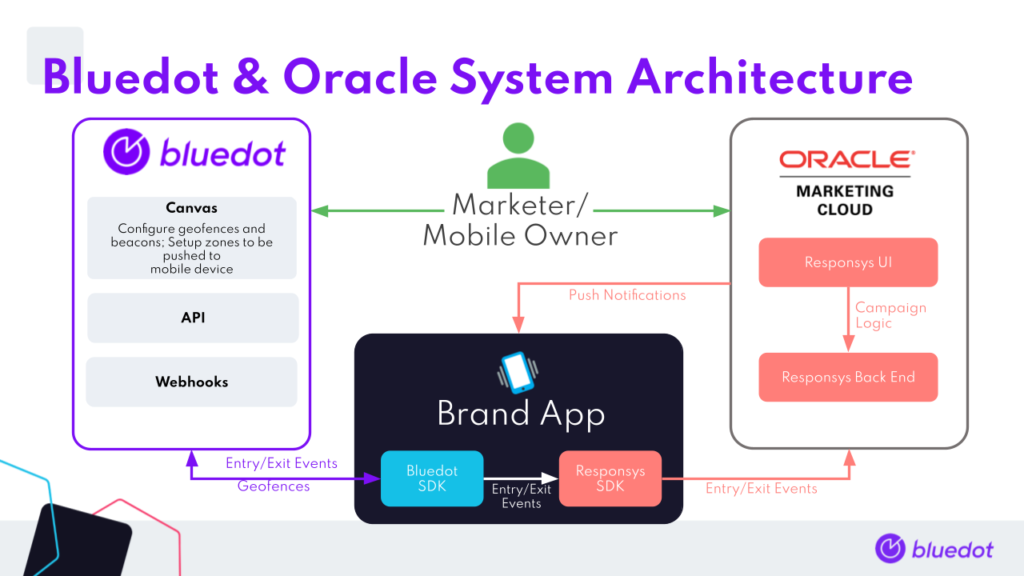 Bluedot & Oracle System Architecture
bluedot
Canvas
Configure geofences and
beacons; Setup zones to be
pushed to
mobile device
API
Webhooks
Marketer/
Mobile Owner
ORACLE®
MARKETING
CLOUD
Responsys UI
Campaign
Logic
Responsys Back End
Push Notifications
Brand App
Bluedot
SDK
Entry/Exit
Events
Responsys
SDK
Entry/Exit Events
Geofences
Entry/Exit Events
bluedot